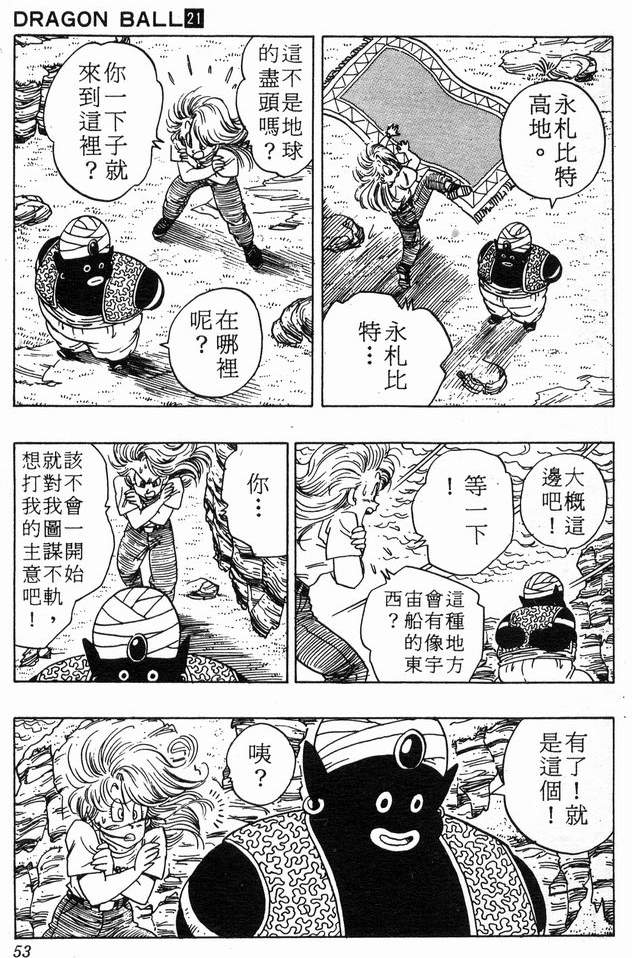 DRAGON BALL 21
永札比特
高地。
永札比
特…
這不是地球
的盡頭嗎？
你一下子就
來到這裡？
在哪裡
呢？
大概這
邊吧！
等一下
！
這種地方
會有像宇
宙船的東
西？
你…
該不會一開始
就對我圖謀不軌，
想打我的主意吧！
有了！就
是這個！
咦？
53